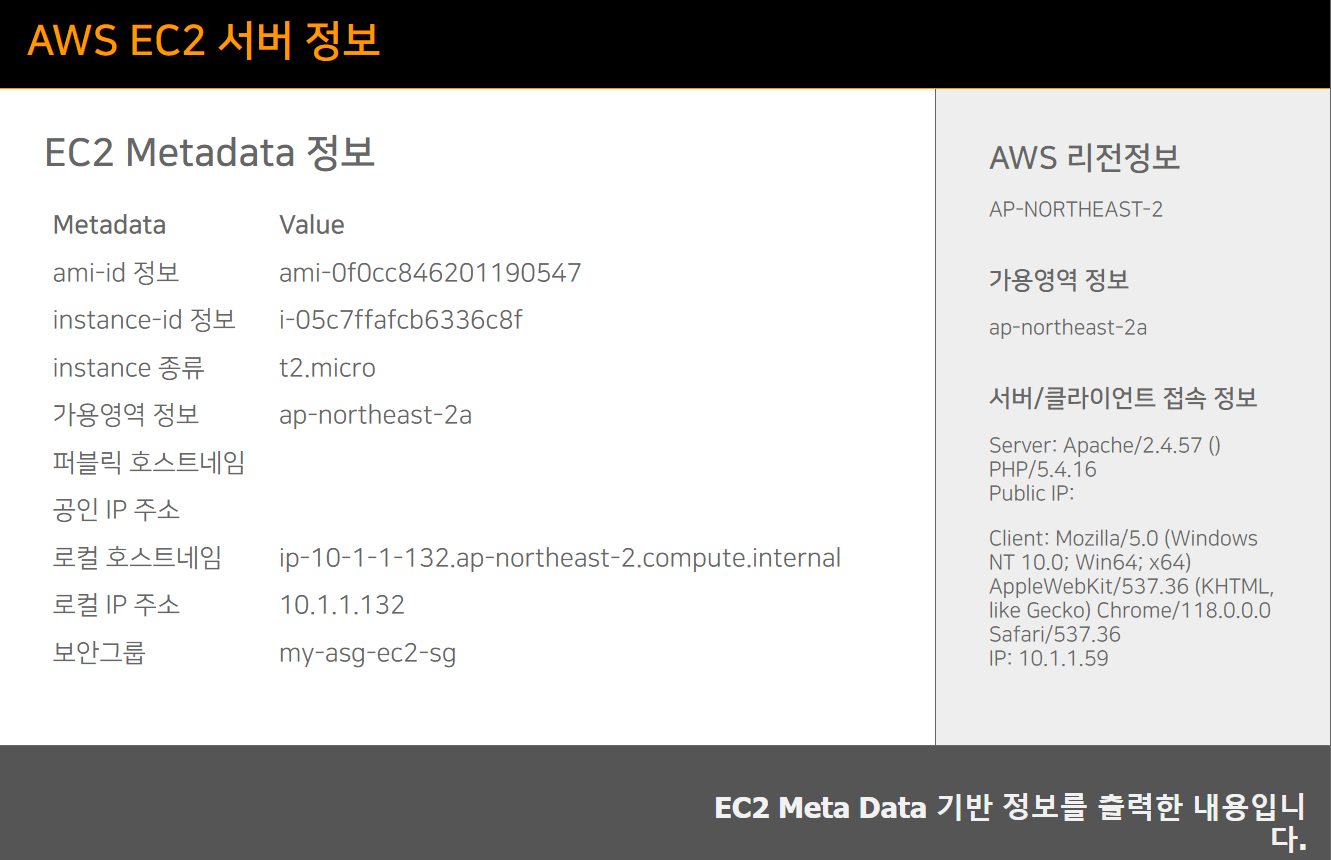 AWS EC2 서버 정보
EC2 Metadata 정보
Metadata Value
ami-id 정보 ami-0f0cc846201190547
instance-id 정보 i-05c7ffafcb6336c8f
instance 종류 t2.micro
가용영역 정보 ap-northeast-2a
퍼블릭 호스트네임
공인 IP 주소
로컬 호스트네임 ip-10-1-1-132.ap-northeast-2.compute.internal
로컬 IP 주소 10.1.1.132
보안그룹 my-asg-ec2-sg
AWS 리전정보
AP-NORTHEAST-2
가용영역 정보
ap-northeast-2a
서버/클라이언트 접속 정보
Server: Apache/2.4.57 ()
PHP/5.4.16
Public IP:
Client: Mozilla/5.0 (Windows
NT 10.0; Win64; x64)
AppleWebKit/537.36 (KHTML,
like Gecko) Chrome/118.0.0.0
Safari/537.36
IP: 10.1.1.59
EC2 Meta Data 기반 정보를 출력한 내용입니
다.